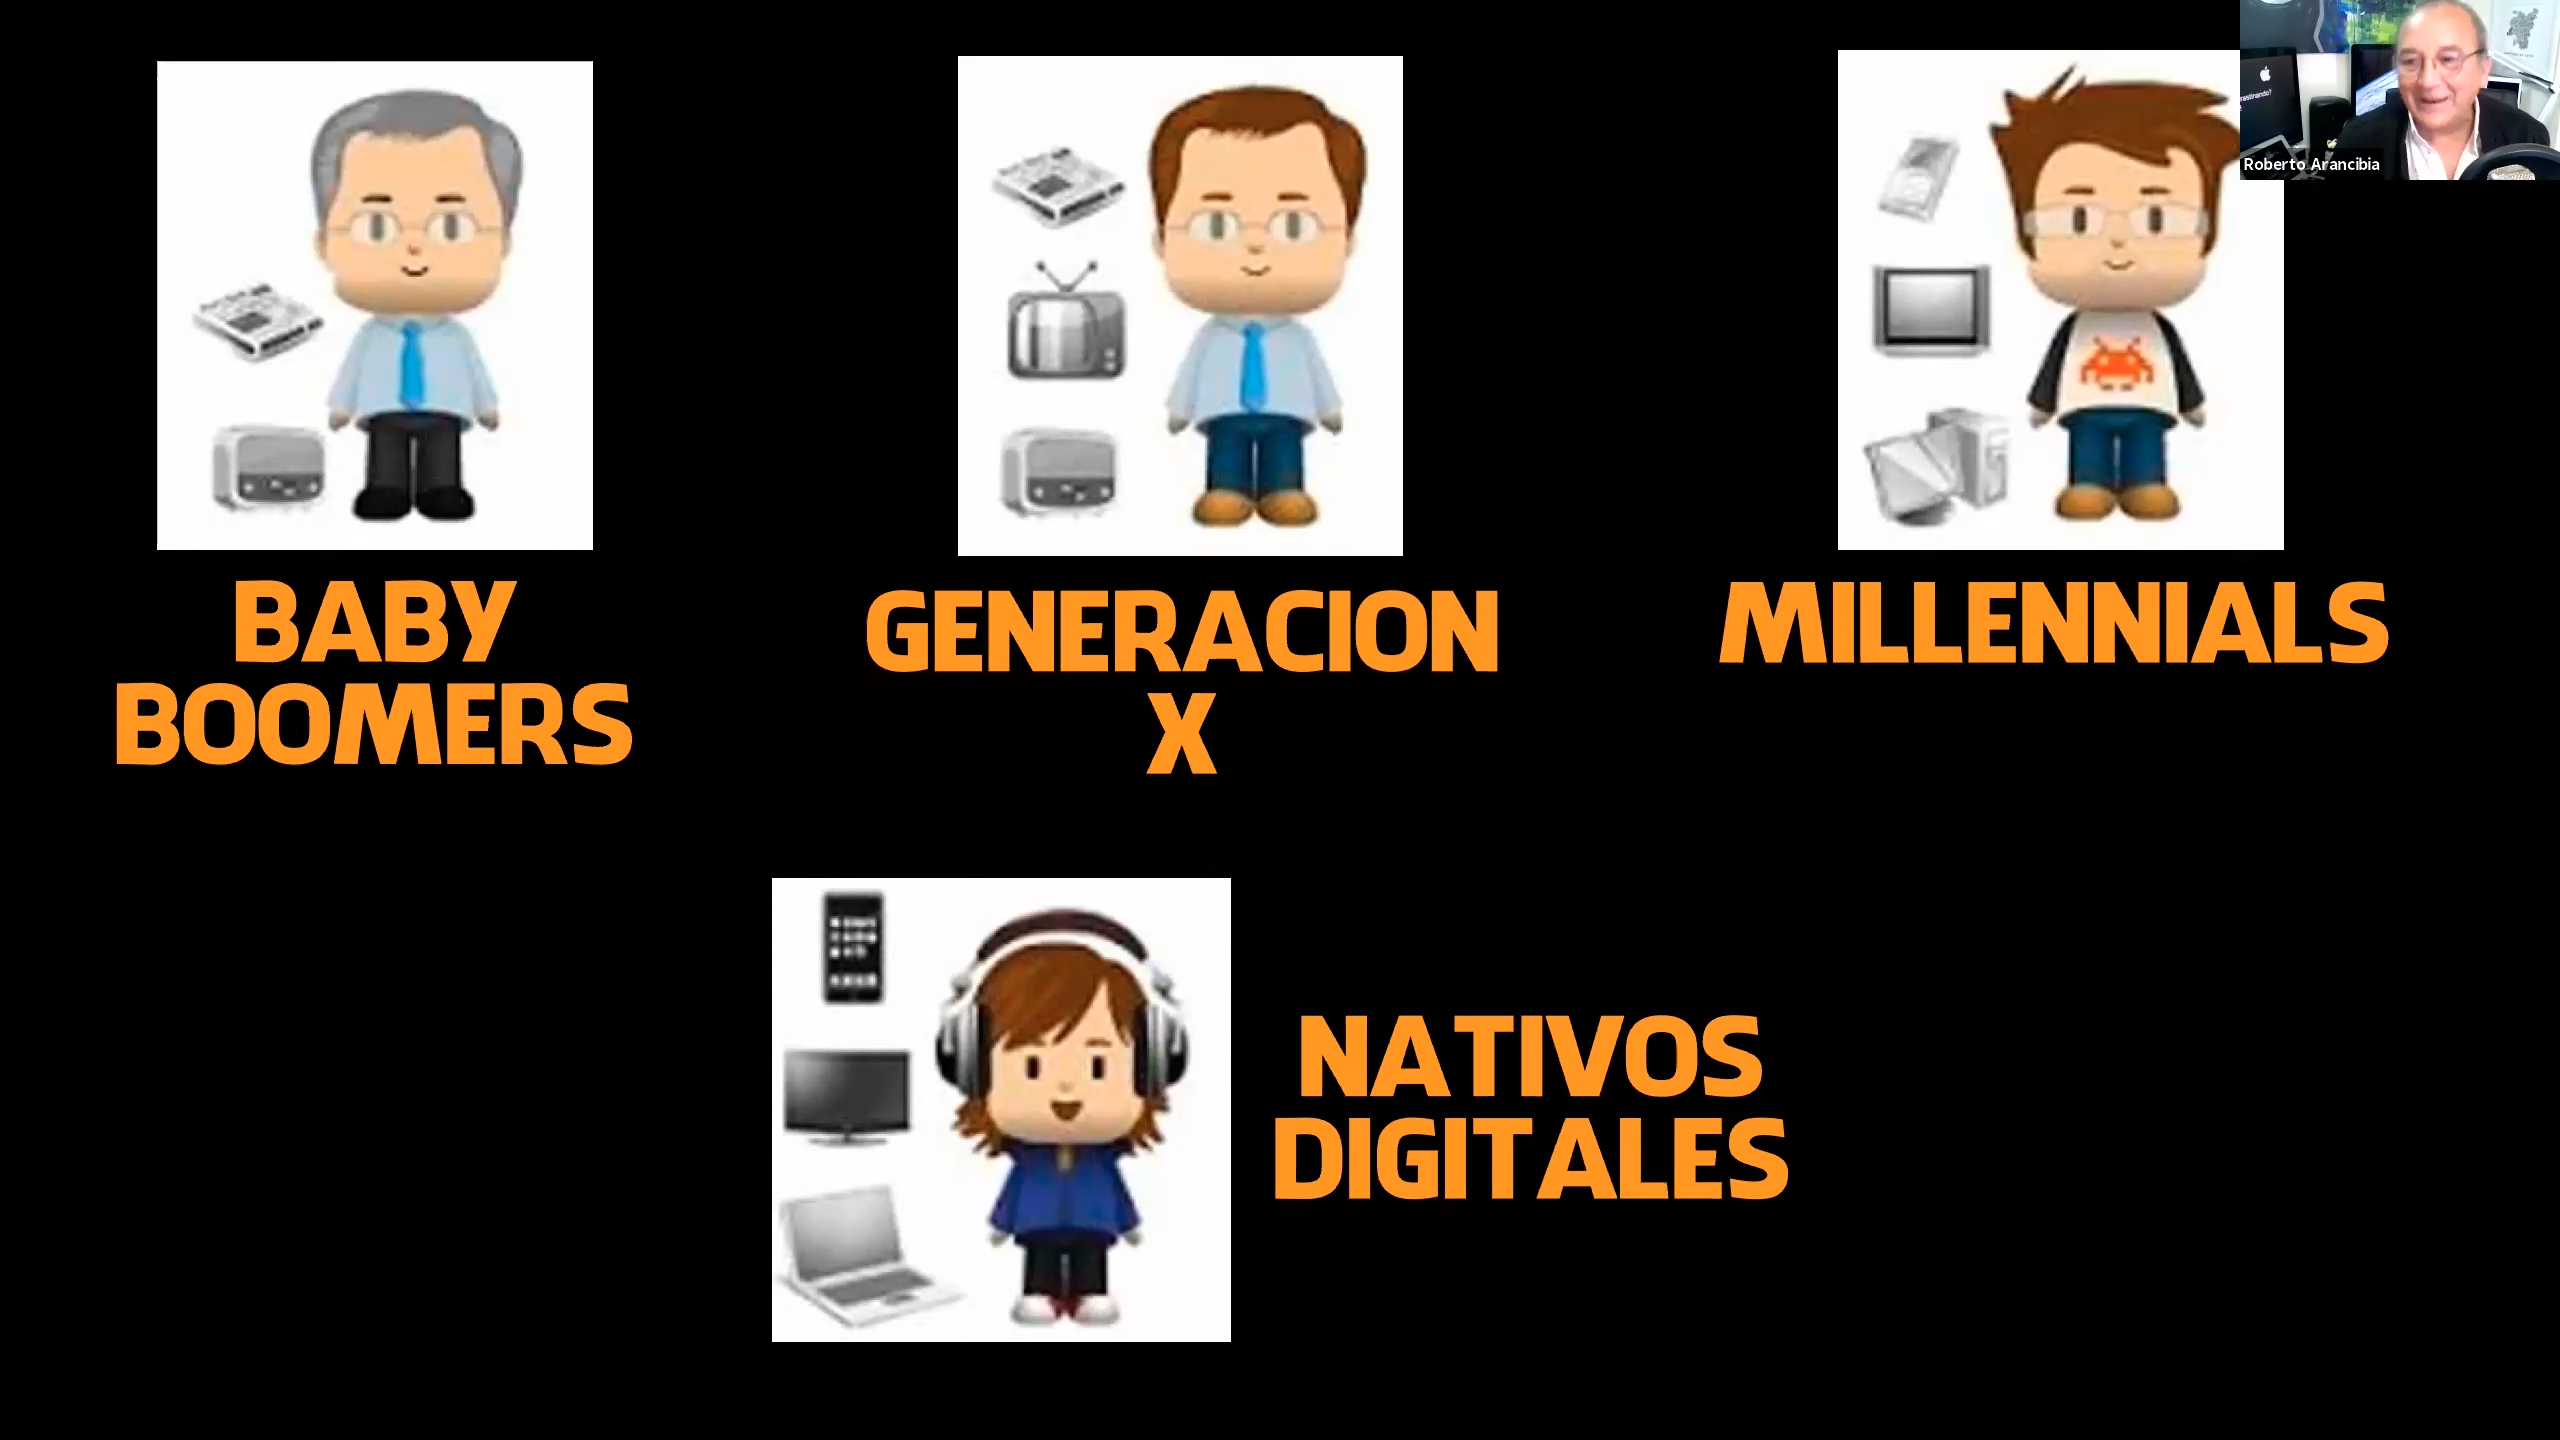 Roberto Arancibia
BABY
BOOMERS
GENERACION
X
MILLENNIALS
NATIVOS
DIGITALES